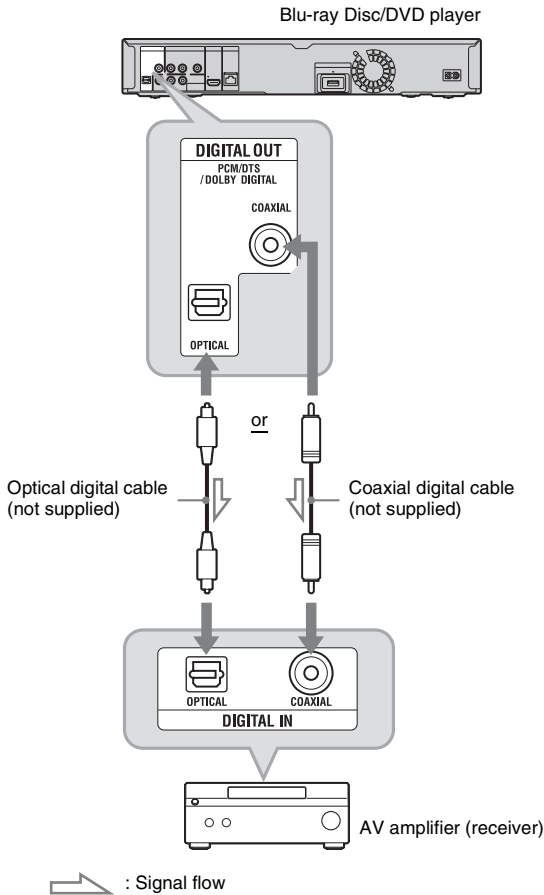 Blu-ray Disc/DVD player
DIGITAL OUT
PCM/DTS
/DOLBY DIGITAL
COAXIAL
OPTICAL
or
Optical digital cable
(not supplied)
Coaxial digital cable
(not supplied)
OPTICAL
COAXIAL
DIGITAL IN
AV amplifier (receiver)
: Signal flow